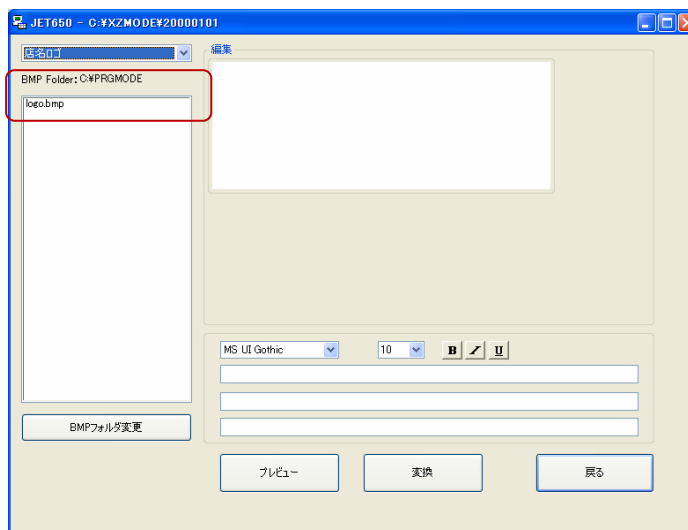 JET650 - C:¥XZMODE¥20000101
店名ロゴ
編集
BMP Folder: C:¥PRGMODE
logo.bmp
MS UI Gothic
10
B
I
U
BMPフォルダ変更
プレビュー
変換
戻る